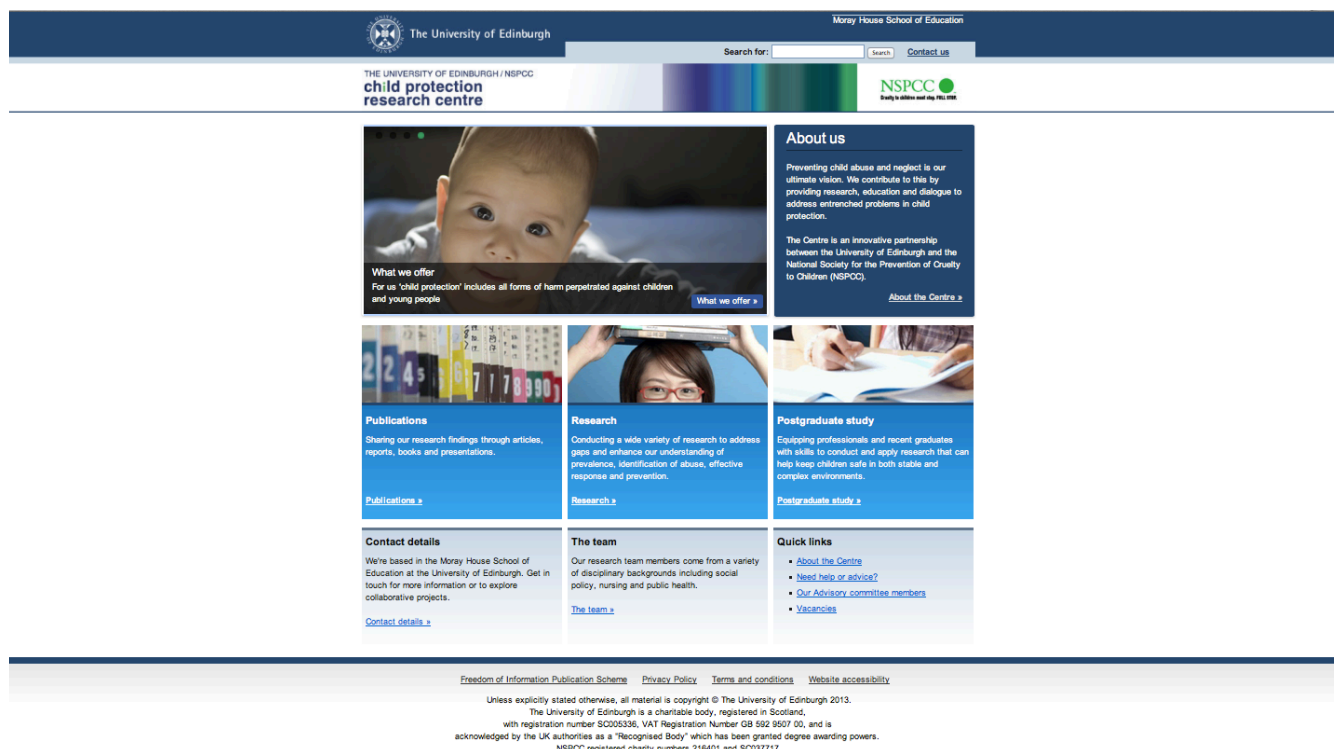 Moray House School of Education
The University of Edinburgh
Search for:
Search
Contact us
THE UNIVERSITY OF EDINBURGH / NSPCC
child protection
research centre
NSPCC
Cruelty to children must stop. FULL STOP.
What we offer
For us 'child protection' includes all forms of harm perpetrated against children
and young people
What we offer »
About us
Preventing child abuse and neglect is our
ultimate vision. We contribute to this by
providing research, education and dialogue to
address entrenched problems in child
protection.
The Centre is an innovative partnership
between the University of Edinburgh and the
National Society for the Prevention of Cruelty
to Children (NSPCC).
About the Centre »
Publications
Sharing our research findings through articles,
reports, books and presentations.
Publications »
Research
Conducting a wide variety of research to address
gaps and enhance our understanding of
prevalence, identification of abuse, effective
response and prevention.
Research »
Postgraduate study
Equipping professionals and recent graduates
with skills to conduct and apply research that can
help keep children safe in both stable and
complex environments.
Postgraduate study »
Contact details
We're based in the Moray House School of
Education at the University of Edinburgh. Get in
touch for more information or to explore
collaborative projects.
Contact details »
The team
Our research team members come from a variety
of disciplinary backgrounds including social
policy, nursing and public health.
The team »
Quick links
About the Centre
Need help or advice?
Our Advisory committee members
Vacancies
Freedom of Information Publication Scheme Privacy Policy Terms and conditions Website accessibility
Unless explicitly stated otherwise, all material is copyright © The University of Edinburgh 2013.
The University of Edinburgh is a charitable body, registered in Scotland,
with registration number SC005336, VAT Registration Number GB 592 9507 00, and is
acknowledged by the UK authorities as a "Recognised Body" which has been granted degree awarding powers.
NSPCC registered charity numbers 216401 and SC037717